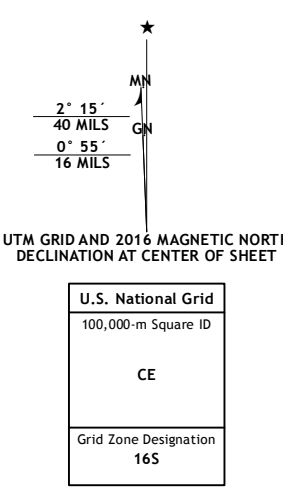 ★
MN
2° 15´
40 MILS
GN
0° 55´
16 MILS
UTM GRID AND 2016 MAGNETIC NORTH
DECLINATION AT CENTER OF SHEET
U.S. National Grid
100,000-m Square ID
CE
Grid Zone Designation
16S